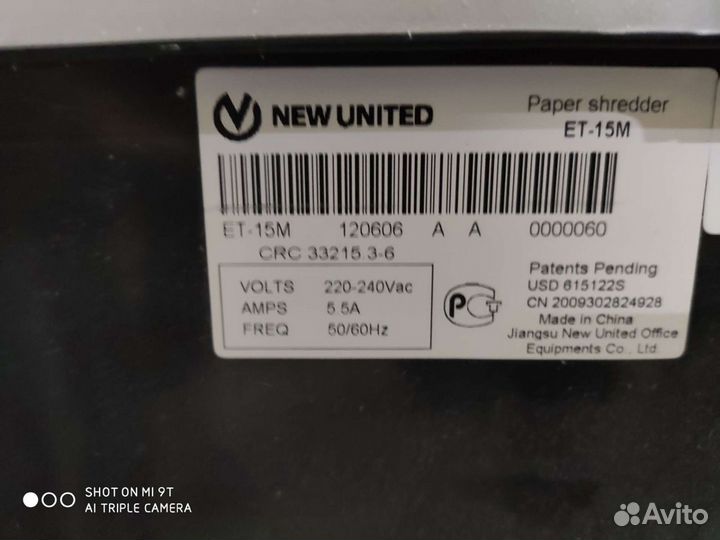 NEW UNITED
Paper shredder
ET-15M
ET-15M 120606 A A 0000060
CRC 33215.3-6
VOLTS 220-240Vac
AMPS 5.5A
FREQ 50/60Hz
Patents Pending
USD 615122S
CN 2009302824928
Made in China
Jiangsu New United Office
Equipments Co., Ltd.
SHOT ON MI 9T
AI TRIPLE CAMERA
Avito